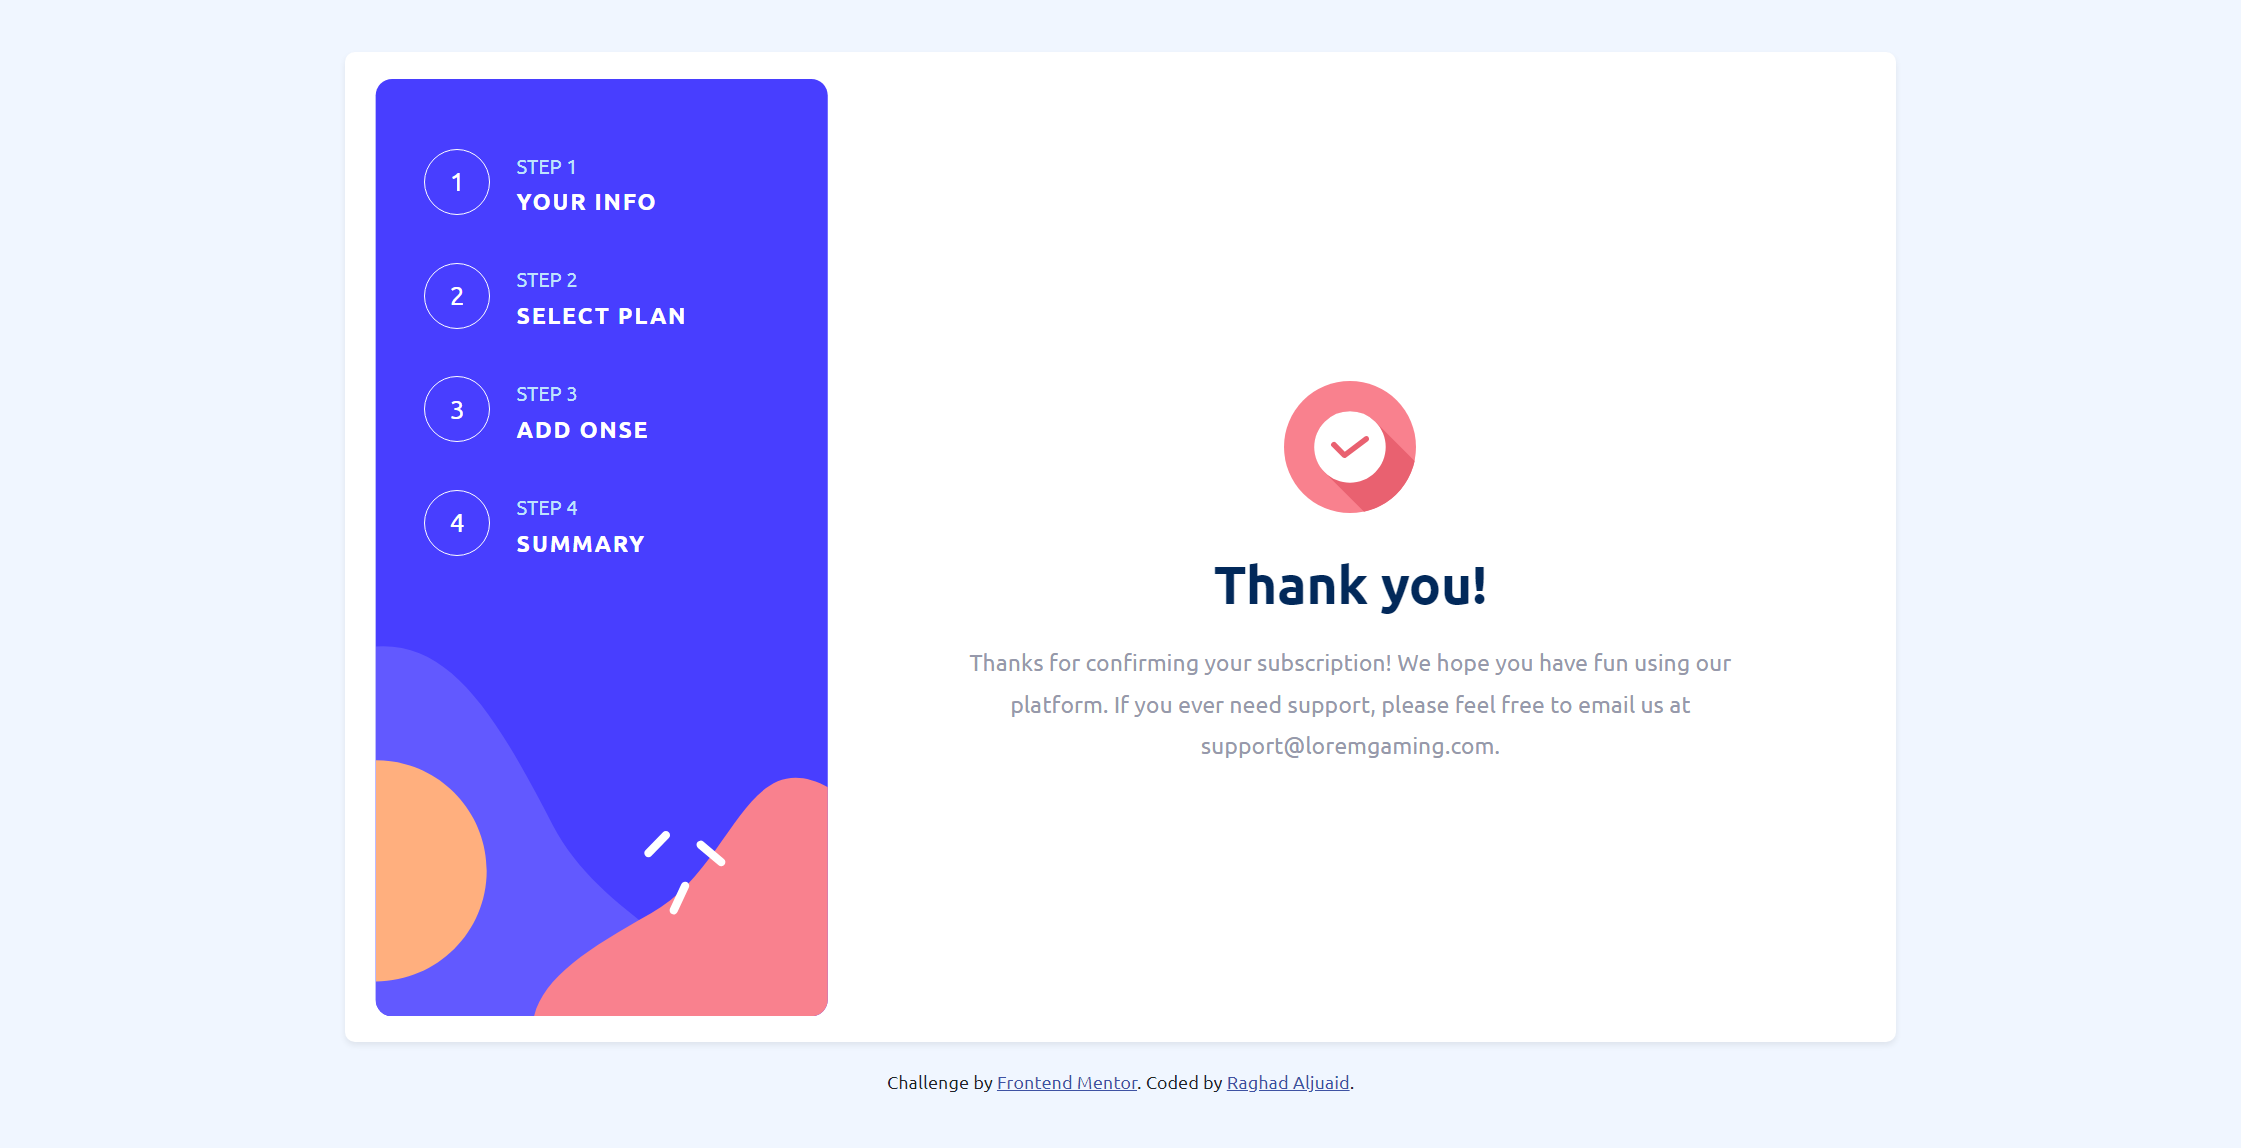 1
STEP 1
YOUR INFO
2
STEP 2
SELECT PLAN
3
STEP 3
ADD ONSE
4
STEP 4
SUMMARY
Thank you!
Thanks for confirming your subscription! We hope you have fun using our
platform. If you ever need support, please feel free to email us at
support@loremgaming.com.
Challenge by Frontend Mentor. Coded by Raghad Aljuaid.